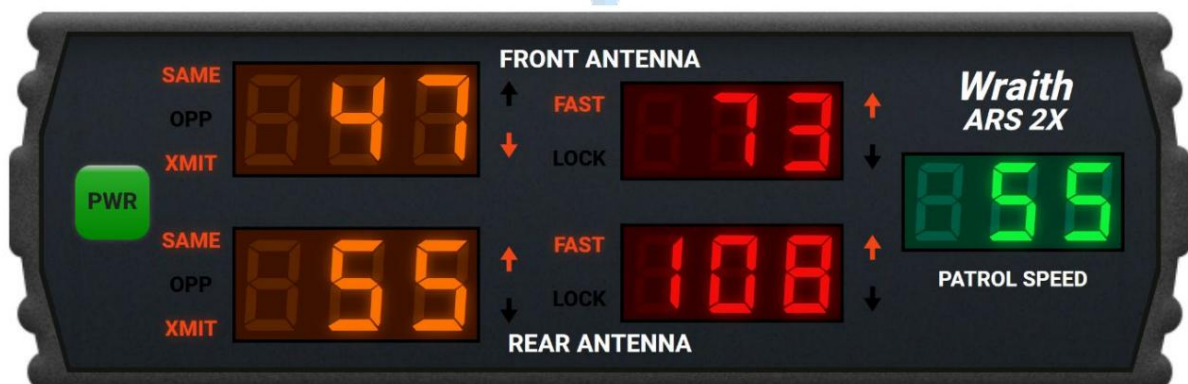 FRONT ANTENNA
SAME
OPP
XMIT
47
FAST
LOCK
73
Wraith
ARS 2X
PWR
55
PATROL SPEED
SAME
OPP
XMIT
55
FAST
LOCK
108
REAR ANTENNA